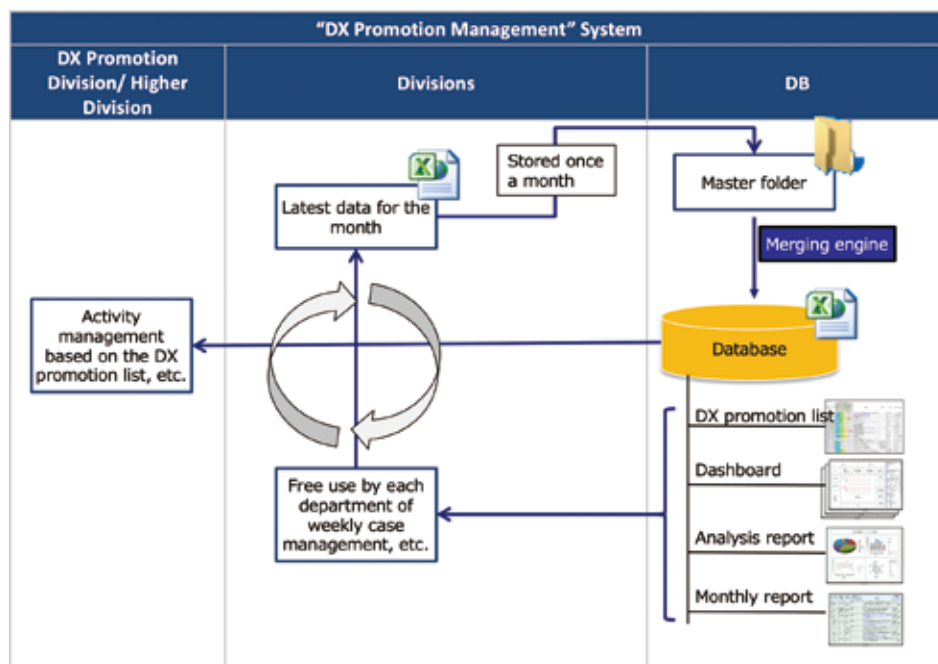 "DX Promotion Management" System
DX Promotion
Division/ Higher
Division
Divisions
DB
Stored once
a month
Master folder
Latest data for the
month
Merging engine
Activity
management
based on the DX
promotion list, etc.
Database
DX promotion list
Dashboard
Free use by each
department of
weekly case
management, etc.
Analysis report
Monthly report